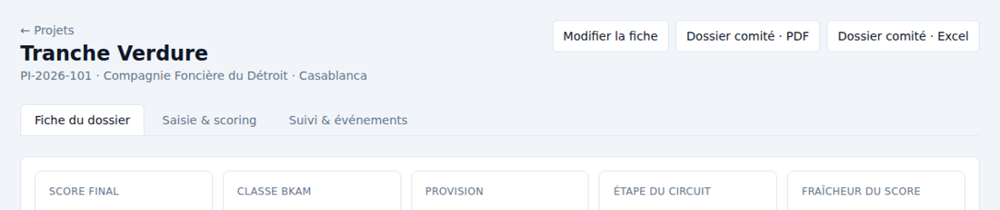 ← Projets
Modifier la fiche
Dossier comité · PDF
Dossier comité · Excel
Tranche Verdure
PI-2026-101 · Compagnie Foncière du Détroit · Casablanca
Fiche du dossier
Saisie & scoring
Suivi & événements
SCORE FINAL
CLASSE BKAM
PROVISION
ÉTAPE DU CIRCUIT
FRAÎCHEUR DU SCORE